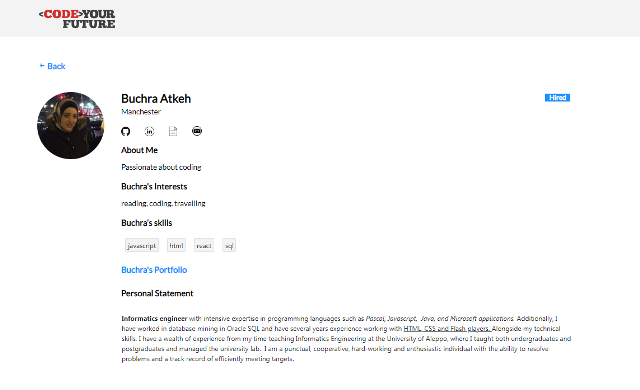 <CODE>YOUR
FUTURE
← Back
Buchra Atkeh
Hired
Manchester
About Me
Passionate about coding
Buchra's Interests
reading, coding, travelling
Buchra's skills
javascript html react sql
Buchra's Portfolio
Personal Statement
Informatics engineer with intensive expertise in programming languages such as Pascal, Javascript, Java, and Microsoft applications. Additionally, I
have worked in database mining in Oracle SQL and have several years experience working with HTML, CSS and Flash players. Alongside my technical
skills, I have a wealth of experience from my time teaching Informatics Engineering at the University of Aleppo, where I taught both undergraduates and
postgraduates and managed the university lab. I am a punctual, cooperative, hard-working and enthusiastic individual with the ability to resolve
problems and a track record of efficiently meeting targets.